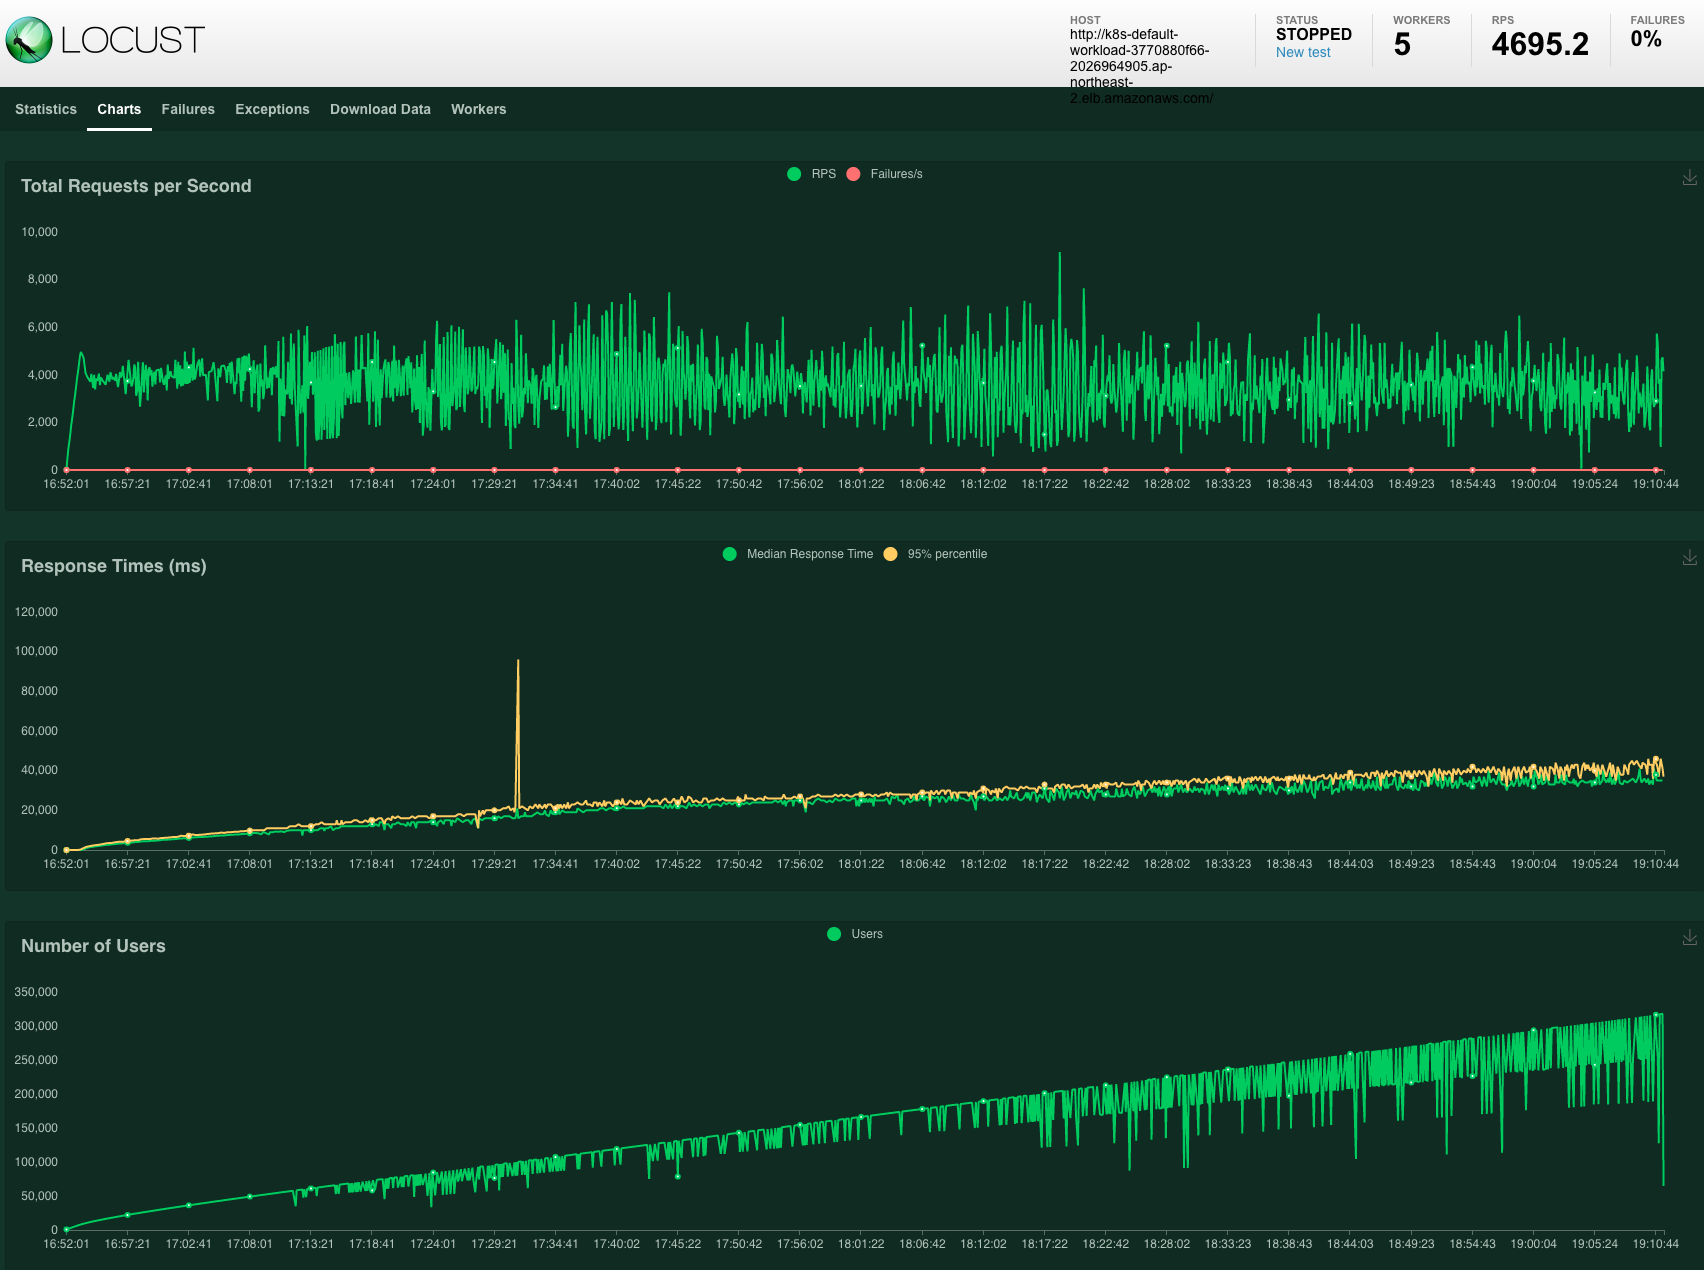 LOCUST
HOST
http://k8s-default-
workload-3770880f66-
2026964905.ap-
northeast-
2.elb.amazonaws.com/
STATUS
STOPPED
New test
WORKERS
5
RPS
4695.2
FAILURES
0%
Statistics Charts Failures Exceptions Download Data Workers
Total Requests per Second
RPS Failures/s
10,000
8,000
6,000
4,000
2,000
0
16:52:01 16:57:21 17:02:41 17:08:01 17:13:21 17:18:41 17:24:01 17:29:21 17:34:41 17:40:02 17:45:22 17:50:42 17:56:02 18:01:22 18:06:42 18:12:02 18:17:22 18:22:42 18:28:02 18:33:23 18:38:43 18:44:03 18:49:23 18:54:43 19:00:04 19:05:24 19:10:44
Response Times (ms)
Median Response Time 95% percentile
120,000
100,000
80,000
60,000
40,000
20,000
0
16:52:01 16:57:21 17:02:41 17:08:01 17:13:21 17:18:41 17:24:01 17:29:21 17:34:41 17:40:02 17:45:22 17:50:42 17:56:02 18:01:22 18:06:42 18:12:02 18:17:22 18:22:42 18:28:02 18:33:23 18:38:43 18:44:03 18:49:23 18:54:43 19:00:04 19:05:24 19:10:44
Number of Users
Users
350,000
300,000
250,000
200,000
150,000
100,000
50,000
0
16:52:01 16:57:21 17:02:41 17:08:01 17:13:21 17:18:41 17:24:01 17:29:21 17:34:41 17:40:02 17:45:22 17:50:42 17:56:02 18:01:22 18:06:42 18:12:02 18:17:22 18:22:42 18:28:02 18:33:23 18:38:43 18:44:03 18:49:23 18:54:43 19:00:04 19:05:24 19:10:44